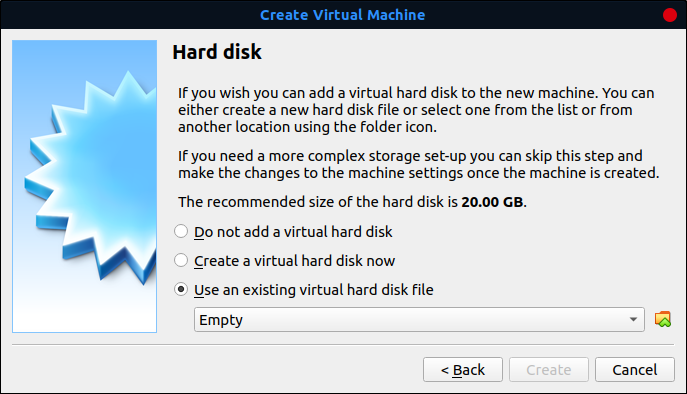 Create Virtual Machine
Hard disk
If you wish you can add a virtual hard disk to the new machine. You can
either create a new hard disk file or select one from the list or from
another location using the folder icon.
If you need a more complex storage set-up you can skip this step and
make the changes to the machine settings once the machine is created.
The recommended size of the hard disk is 20.00 GB.
Do not add a virtual hard disk
Create a virtual hard disk now
Use an existing virtual hard disk file
Empty
< Back
Create
Cancel